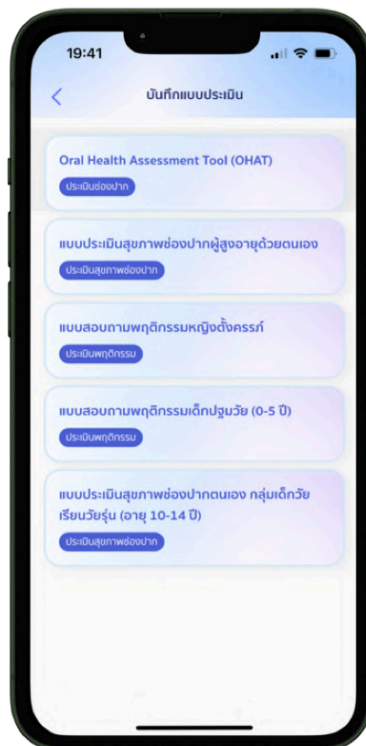 19:41
บันทึกแบบประเมิน
Oral Health Assessment Tool (OHAT)
ประเมินช่องปาก
แบบประเมินสุขภาพช่องปากผู้สูงอายุด้วยตนเอง
ประเมินสุขภาพช่องปาก
แบบสอบถามพฤติกรรมหญิงตั้งครรภ์
ประเมินพฤติกรรม
แบบสอบถามพฤติกรรมเด็กปฐมวัย (0-5 ปี)
ประเมินพฤติกรรม
แบบประเมินสุขภาพช่องปากตนเอง กลุ่มเด็กวัย
เรียนวัยรุ่น (อายุ 10-14 ปี)
ประเมินสุขภาพช่องปาก